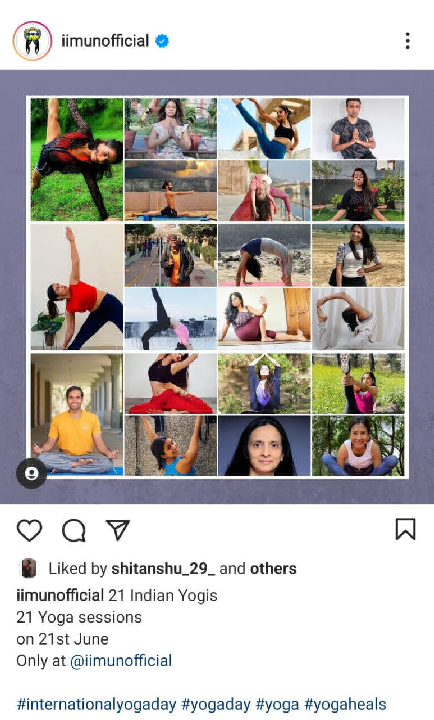 iimunofficial
Liked by shitanshu_29_ and others
iimunofficial 21 Indian Yogis
21 Yoga sessions
on 21st June
Only at @iimunofficial
#internationalyogaday #yogaday #yoga #yogaheals